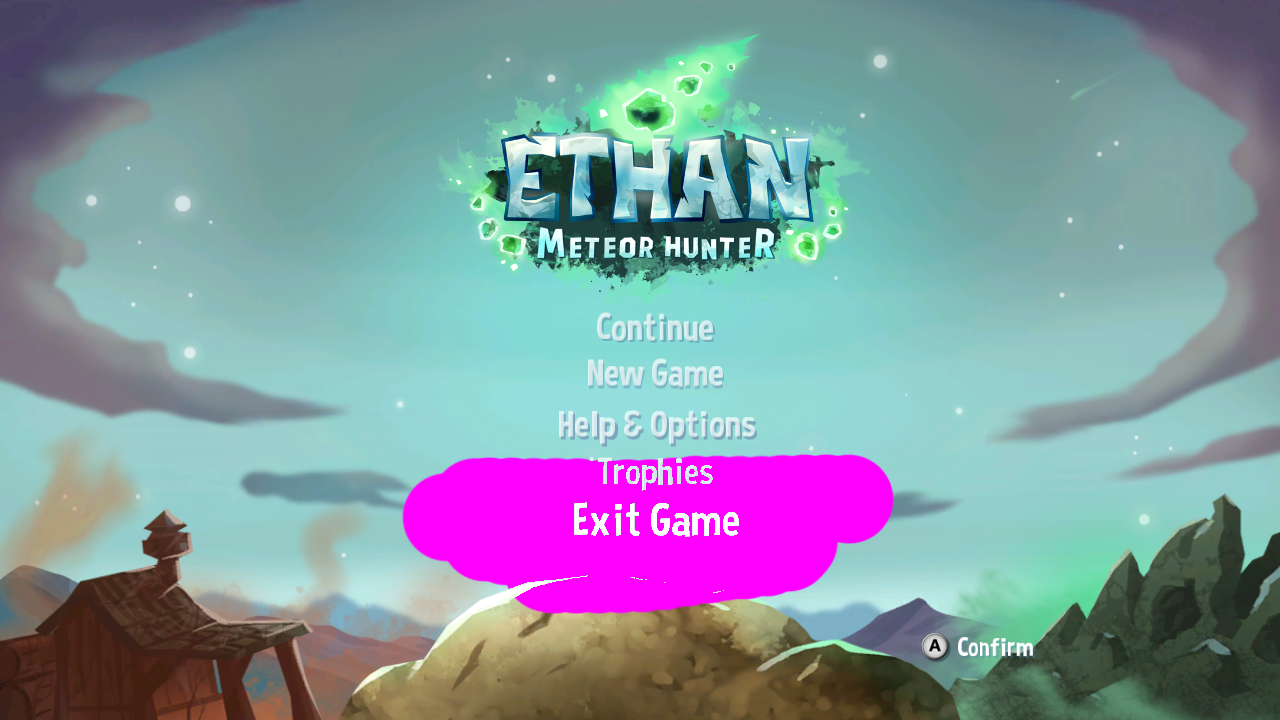 ETHAN
METEOR HUNTER
Continue
New Game
Help & Options
Trophies
Exit Game
A Confirm